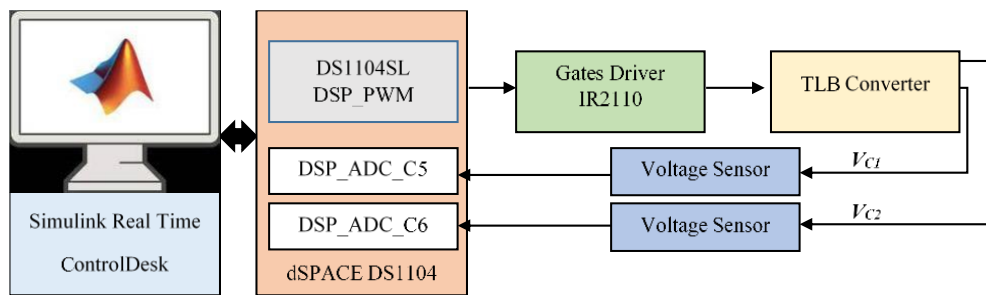 Simulink Real Time
ControlDesk
DS1104SL
DSP_PWM
DSP_ADC_C5
DSP_ADC_C6
dSPACE DS1104
Gates Driver
IR2110
TLB Converter
Voltage Sensor
VC1
Voltage Sensor
VC2